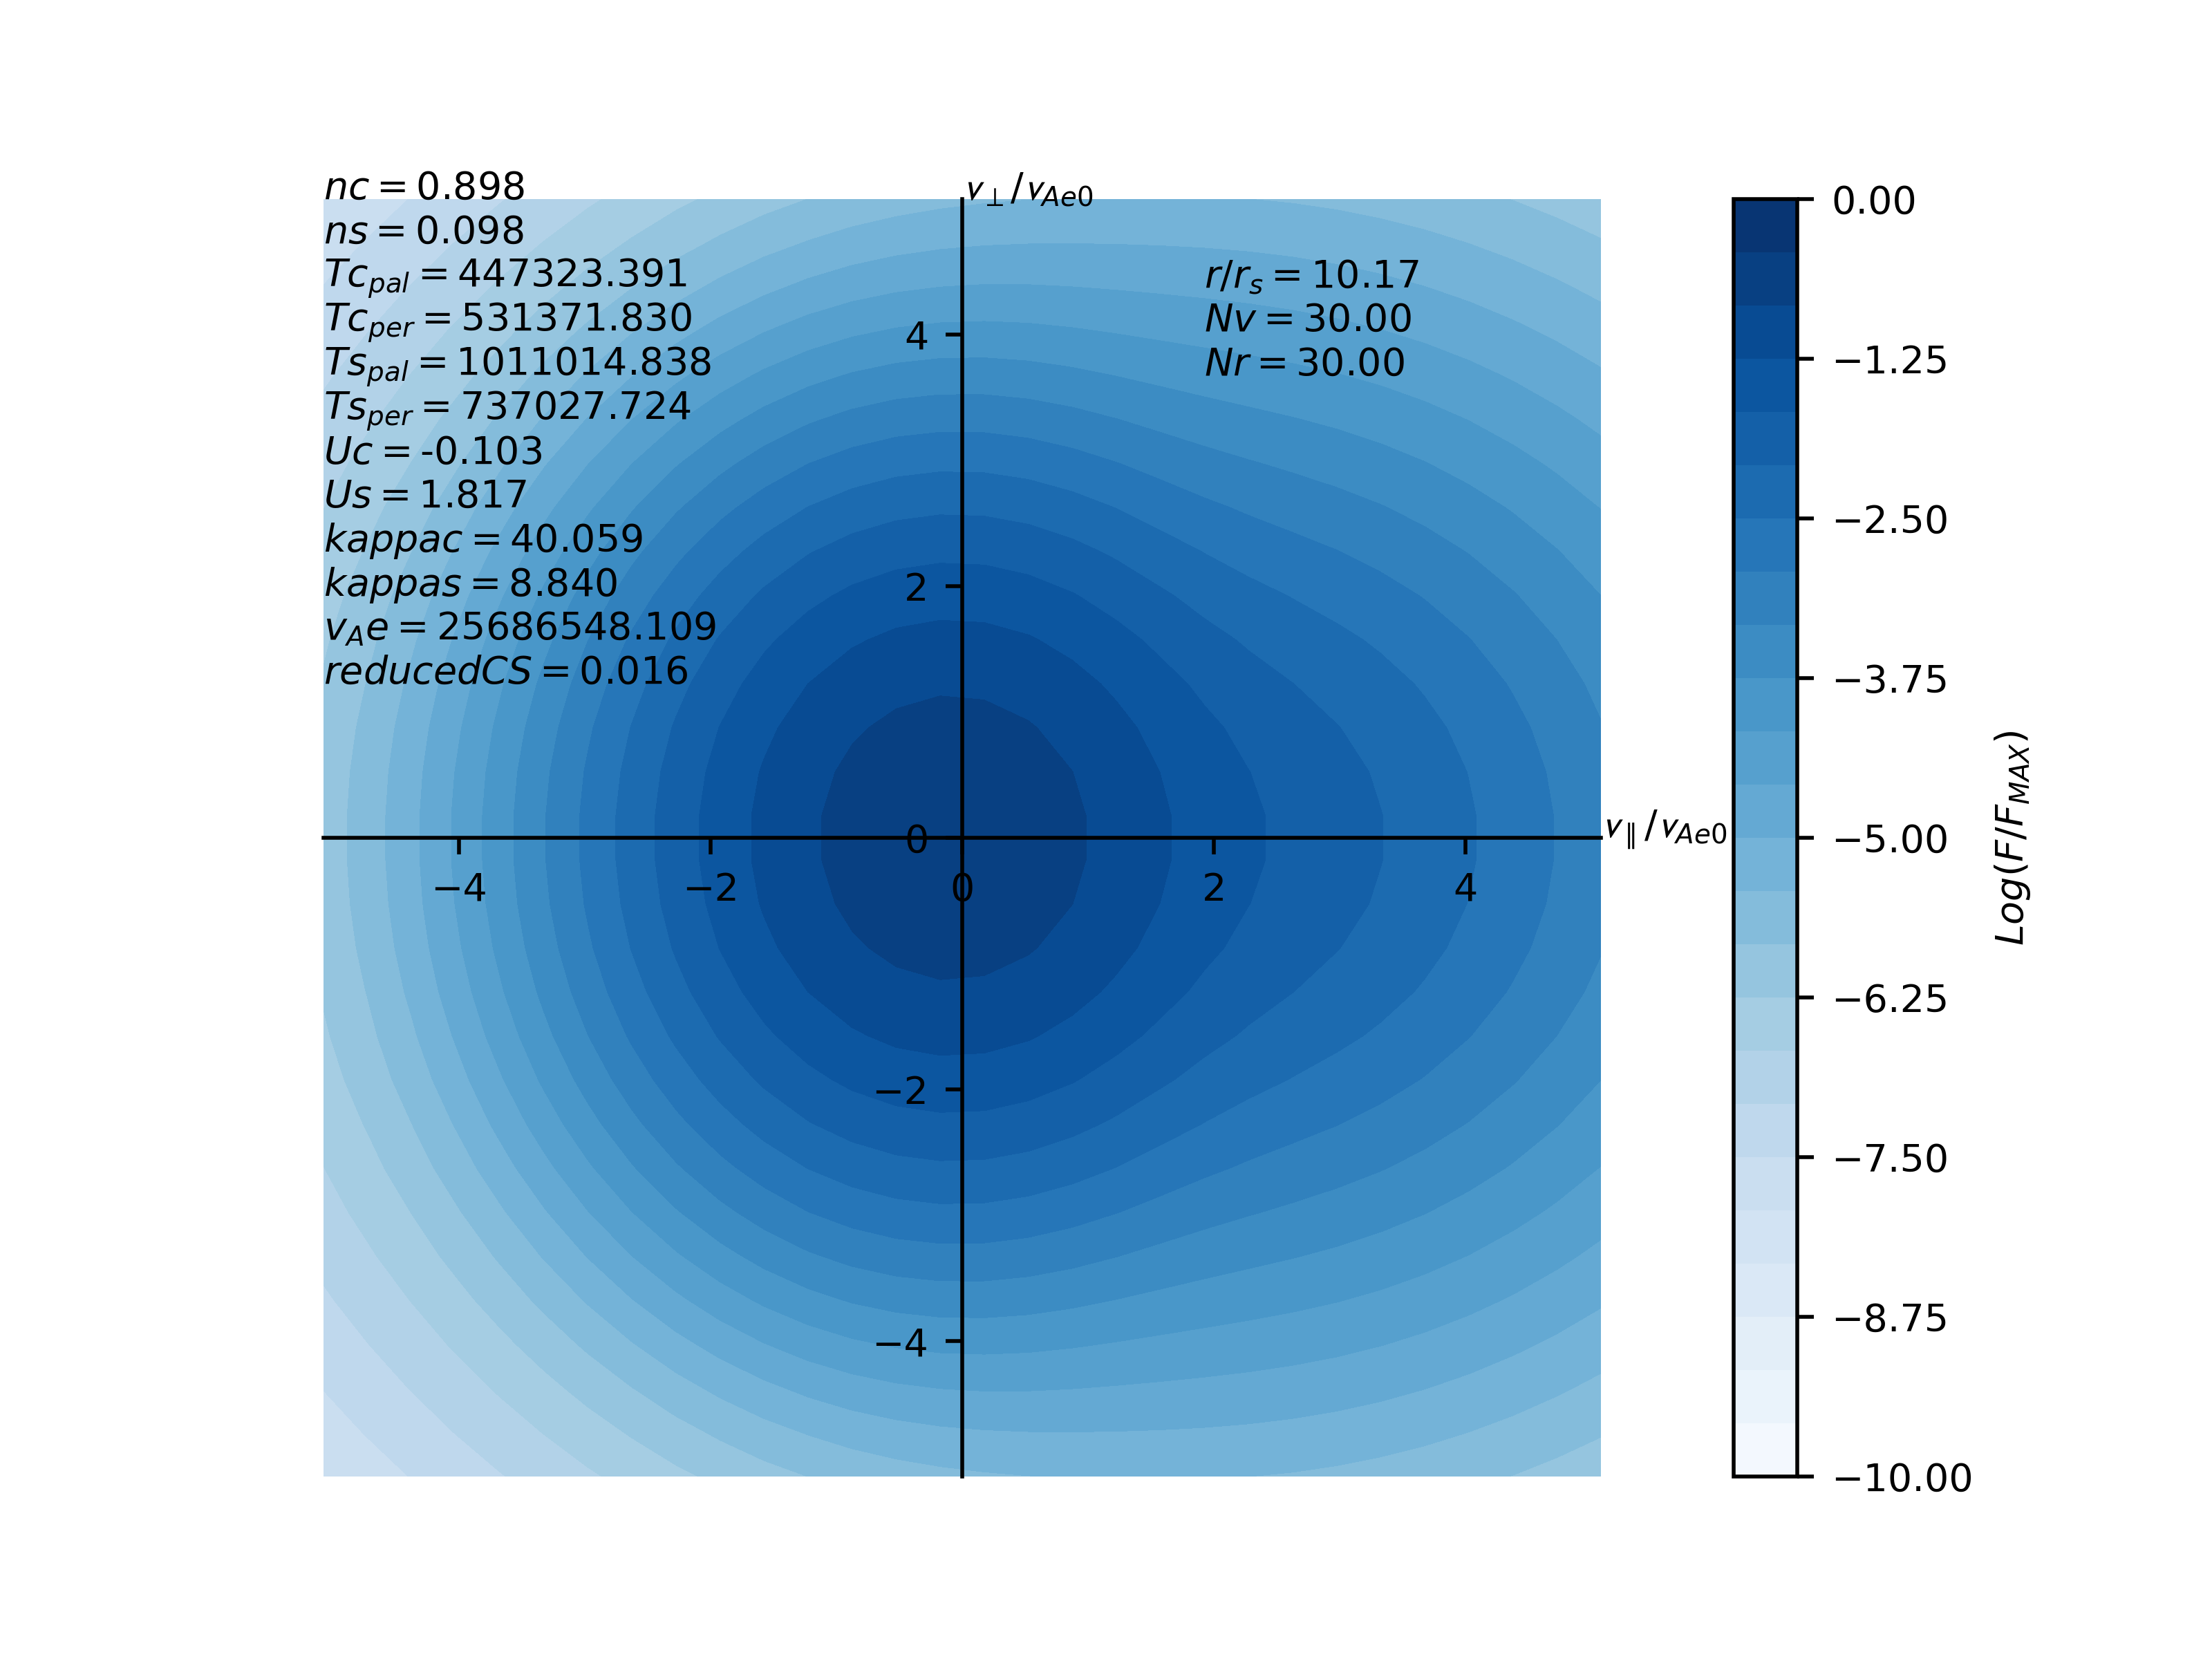 nc = 0.898
ns = 0.098
Tc_pal = 447323.391
Tc_per = 531371.830
Ts_pal = 1011014.838
Ts_per = 737027.724
Uc = -0.103
Us = 1.817
kappac = 40.059
kappas = 8.840
v_A e = 25686548.109
reducedCS = 0.016
v_⊥/v_Ae0
r/r_s = 10.17
Nv = 30.00
Nr = 30.00
4
2
0
−2
−4
−4
−2
0
2
4
v_∥/v_Ae0
0.00
−1.25
−2.50
−3.75
−5.00
−6.25
−7.50
−8.75
−10.00
Log(F/F_MAX)